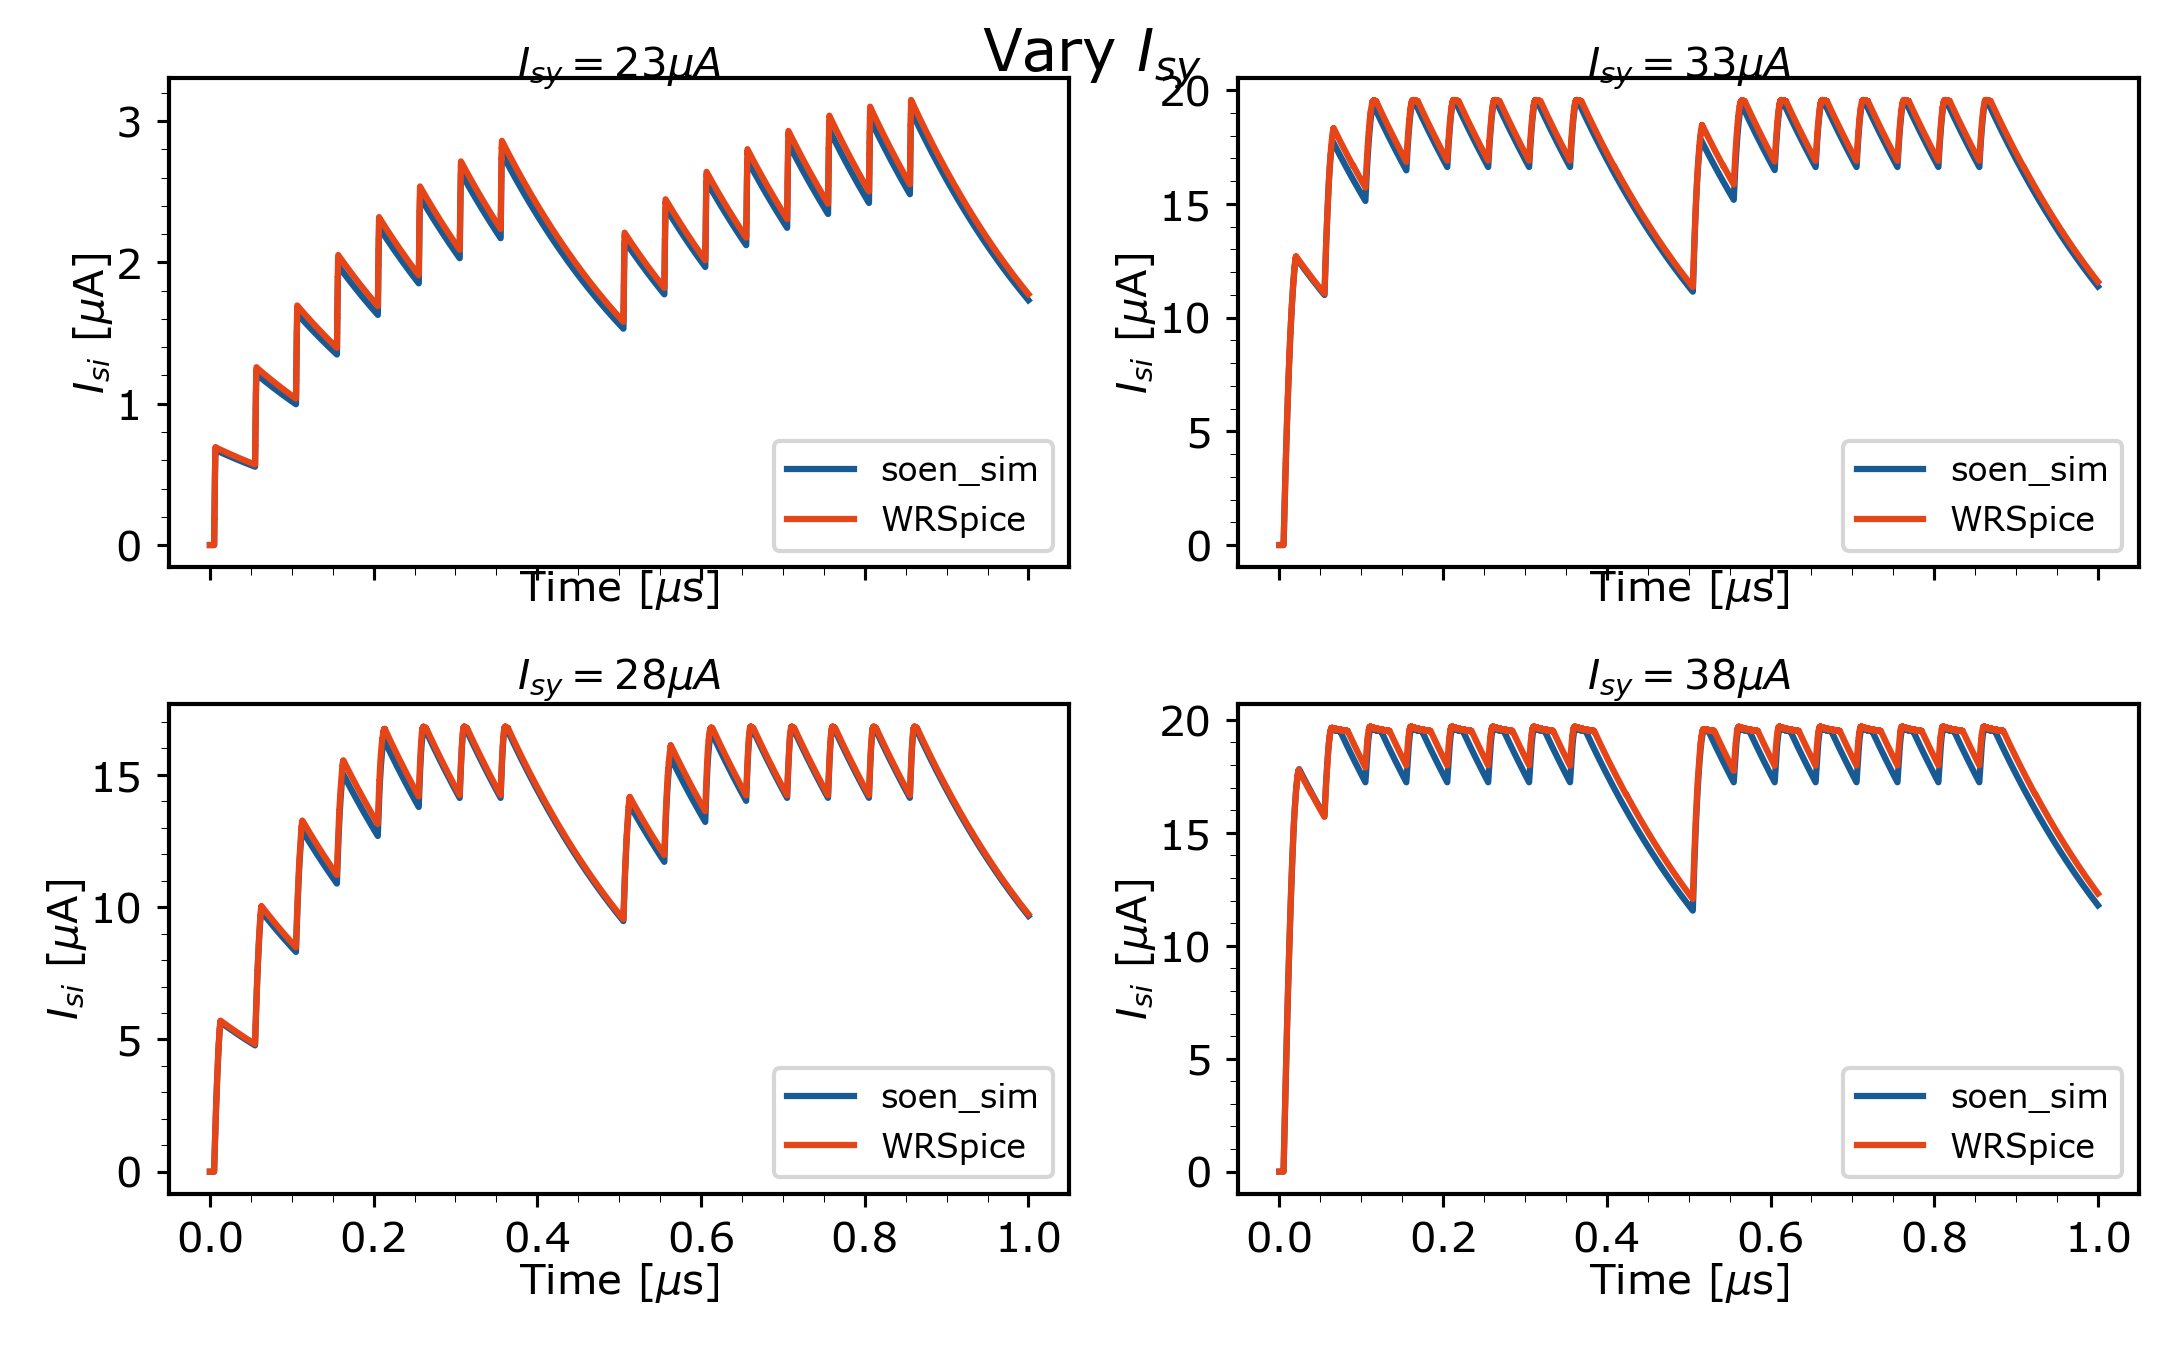 Vary I_sy
I_sy = 23μA
3
2
1
0
I_si [μA]
soen_sim
WRSpice
Time [μs]
I_sy = 33μA
20
15
10
5
0
I_si [μA]
soen_sim
WRSpice
Time [μs]
I_sy = 28μA
15
10
5
0
I_si [μA]
soen_sim
WRSpice
0.0 0.2 0.4 0.6 0.8 1.0
Time [μs]
I_sy = 38μA
20
15
10
5
0
I_si [μA]
soen_sim
WRSpice
0.0 0.2 0.4 0.6 0.8 1.0
Time [μs]